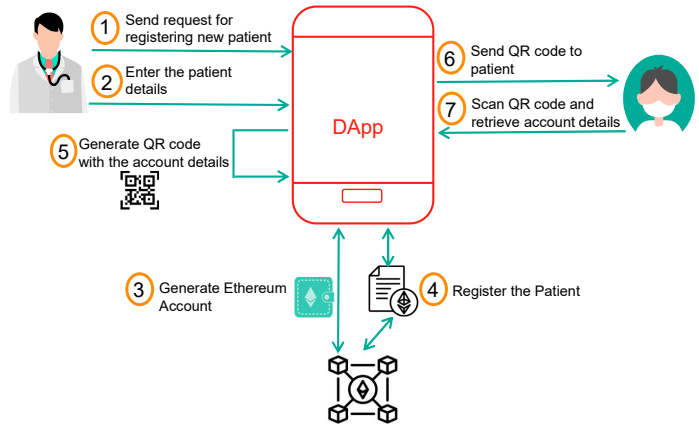 1
Send request for
registering new patient
2
Enter the patient
details
DApp
5
Generate QR code
with the account details
6
Send QR code to
patient
7
Scan QR code and
retrieve account details
3
Generate Ethereum
Account
4
Register the Patient